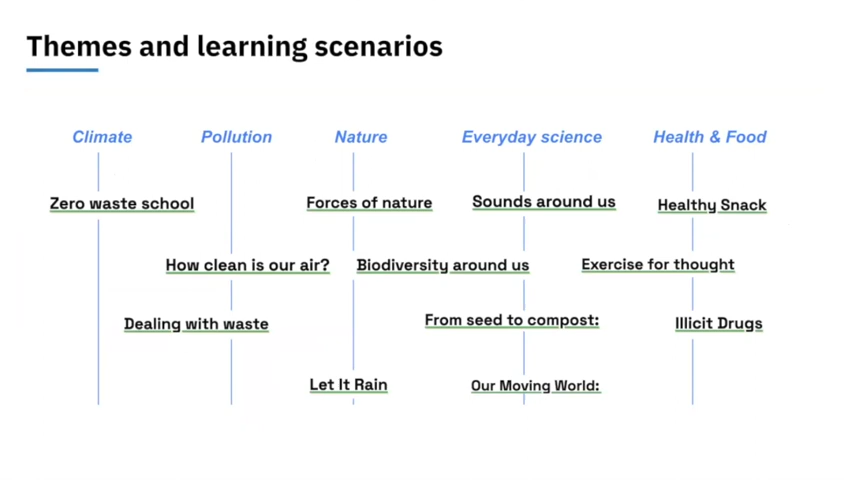 Themes and learning scenarios
Climate Pollution Nature Everyday science Health & Food
Zero waste school Forces of nature Sounds around us Healthy Snack
How clean is our air? Biodiversity around us Exercise for thought
Dealing with waste From seed to compost: Illicit Drugs
Let It Rain Our Moving World: